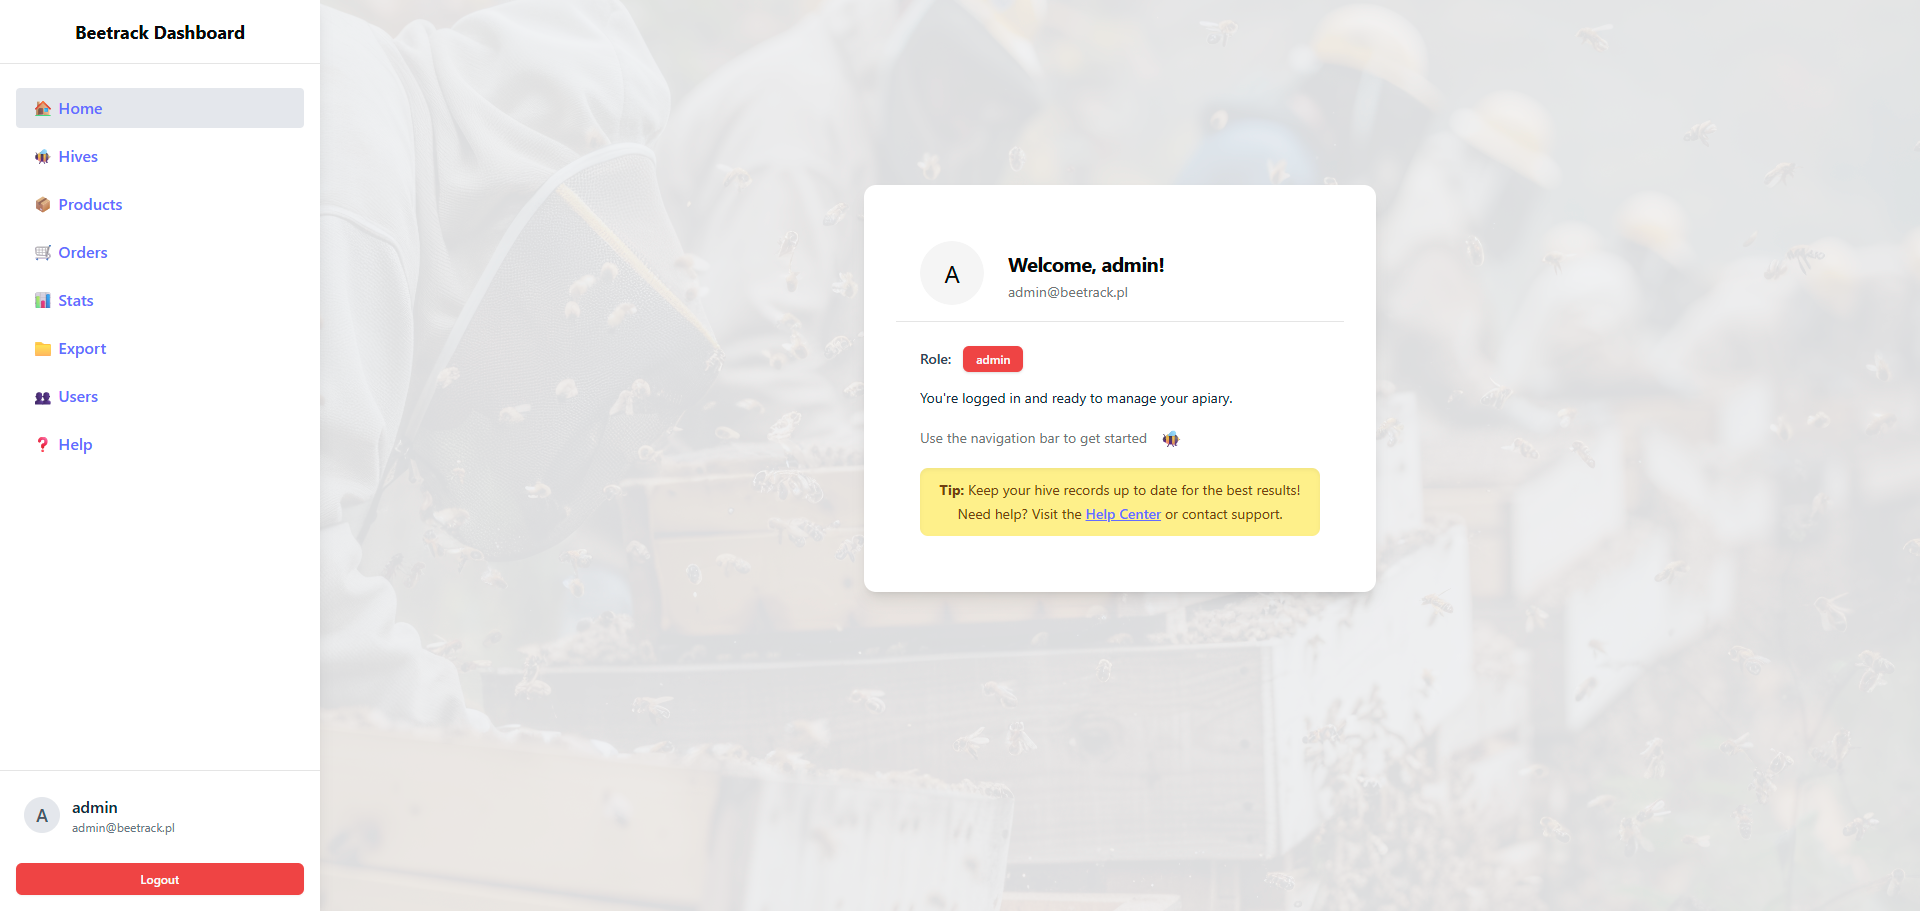 Beetrack Dashboard
Home
Hives
Products
Orders
Stats
Export
Users
Help
A
admin
admin@beetrack.pl
Logout
A
Welcome, admin!
admin@beetrack.pl
Role: admin
You're logged in and ready to manage your apiary.
Use the navigation bar to get started
Tip: Keep your hive records up to date for the best results!
Need help? Visit the Help Center or contact support.